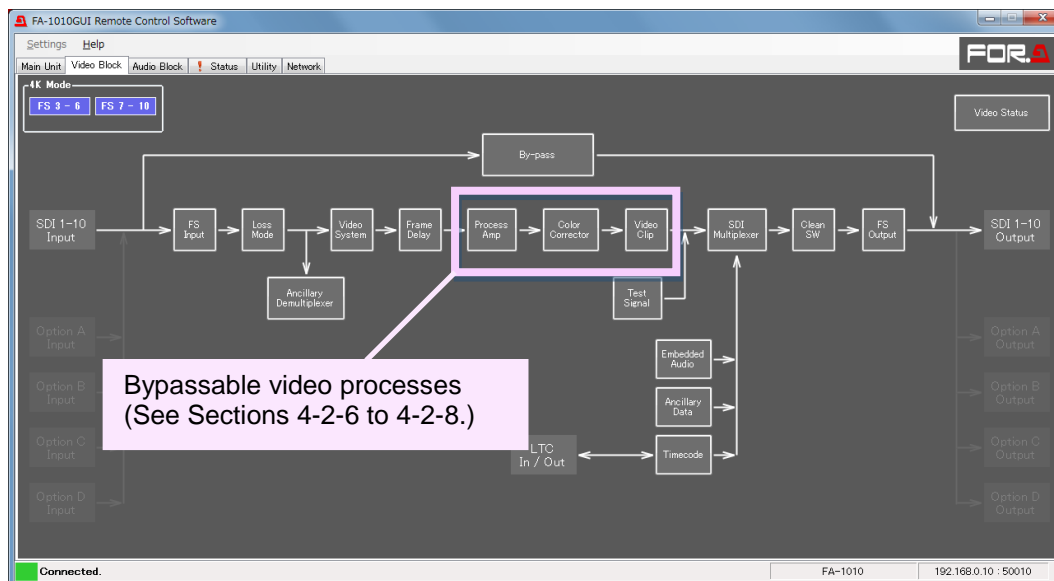 FA-1010GUI Remote Control Software
Settings Help
FOR.A
Main Unit Video Block Audio Block ! Status Utility Network
4K Mode
FS 3 - 6 FS 7 - 10
Video Status
By-pass
SDI 1-10
Input
FS
Input
Loss
Mode
Video
System
Frame
Delay
Process
Amp
Color
Corrector
Video
Clip
SDI
Multiplexer
Clean
SW
FS
Output
SDI 1-10
Output
Ancillary
Demultiplexer
Test
Signal
Option A
Input
Option A
Output
Embedded
Audio
Bypassable video processes
(See Sections 4-2-6 to 4-2-8.)
Option B
Input
Option B
Output
Ancillary
Data
Option C
Input
Option C
Output
LTC
In / Out
Timecode
Option D
Input
Option D
Output
Connected.
FA-1010
192.168.0.10 : 50010